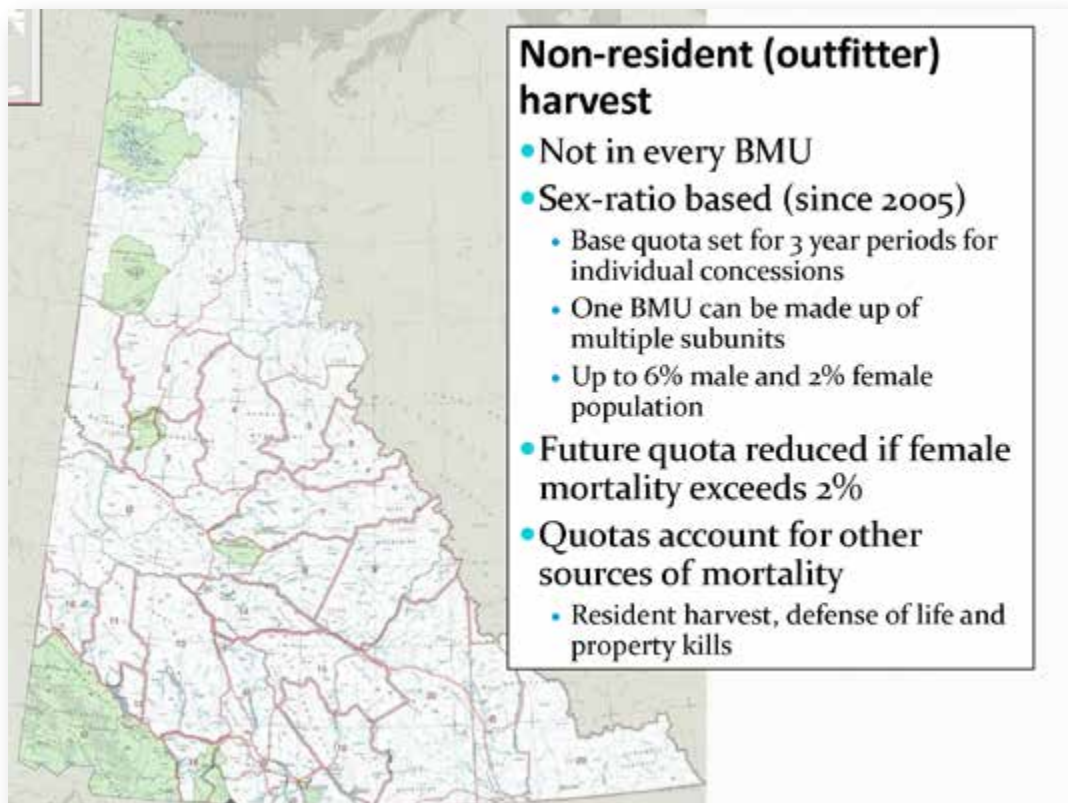 Non-resident (outfitter)
harvest
• Not in every BMU
• Sex-ratio based (since 2005)
• Base quota set for 3 year periods for
individual concessions
• One BMU can be made up of
multiple subunits
• Up to 6% male and 2% female
population
• Future quota reduced if female
mortality exceeds 2%
• Quotas account for other
sources of mortality
• Resident harvest, defense of life and
property kills